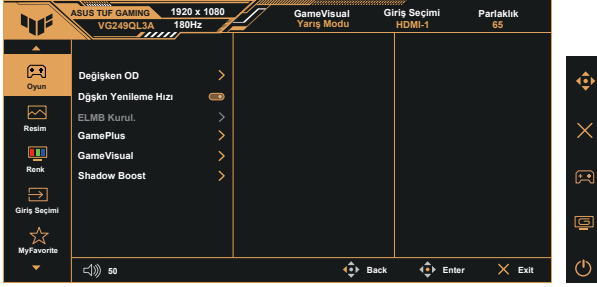 ASUS TUF GAMING
VG249QL3A
1920 x 1080
180Hz
GameVisual
Yarış Modu
Giriş Seçimi
HDMI-1
Parlaklık
65
Oyun
Resim
Renk
Giriş Seçimi
MyFavorite
Değişken OD
Dğşkn Yenileme Hızı
ELMB Kurul.
GamePlus
GameVisual
Shadow Boost
50
Back
Enter
Exit